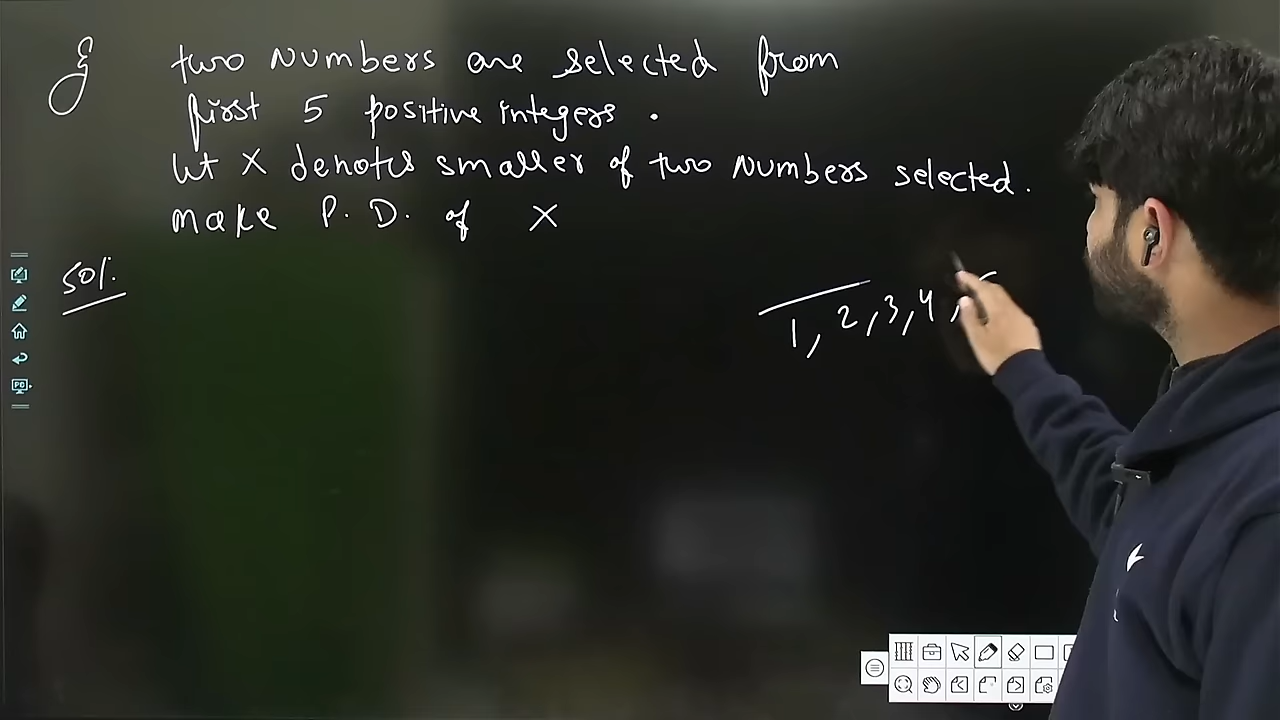 two numbers are selected from
first 5 positive integers.
let X denotes smaller of two numbers selected.
make P. D. of X
Sol.
1, 2, 3, 4, 5